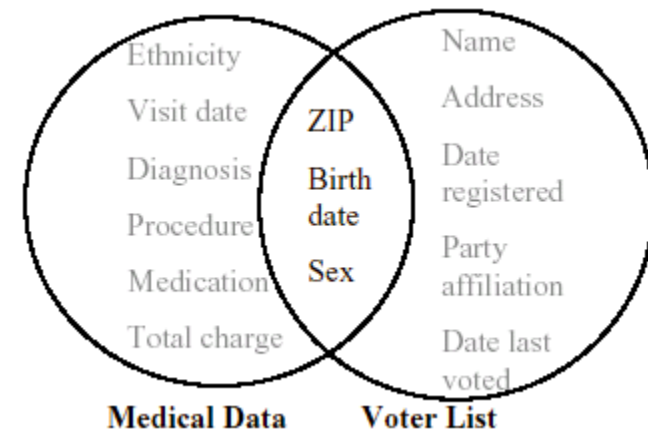 Ethnicity
Visit date
Diagnosis
Procedure
Medication
Total charge
ZIP
Birth
date
Sex
Name
Address
Date
registered
Party
affiliation
Date last
voted
Medical Data
Voter List